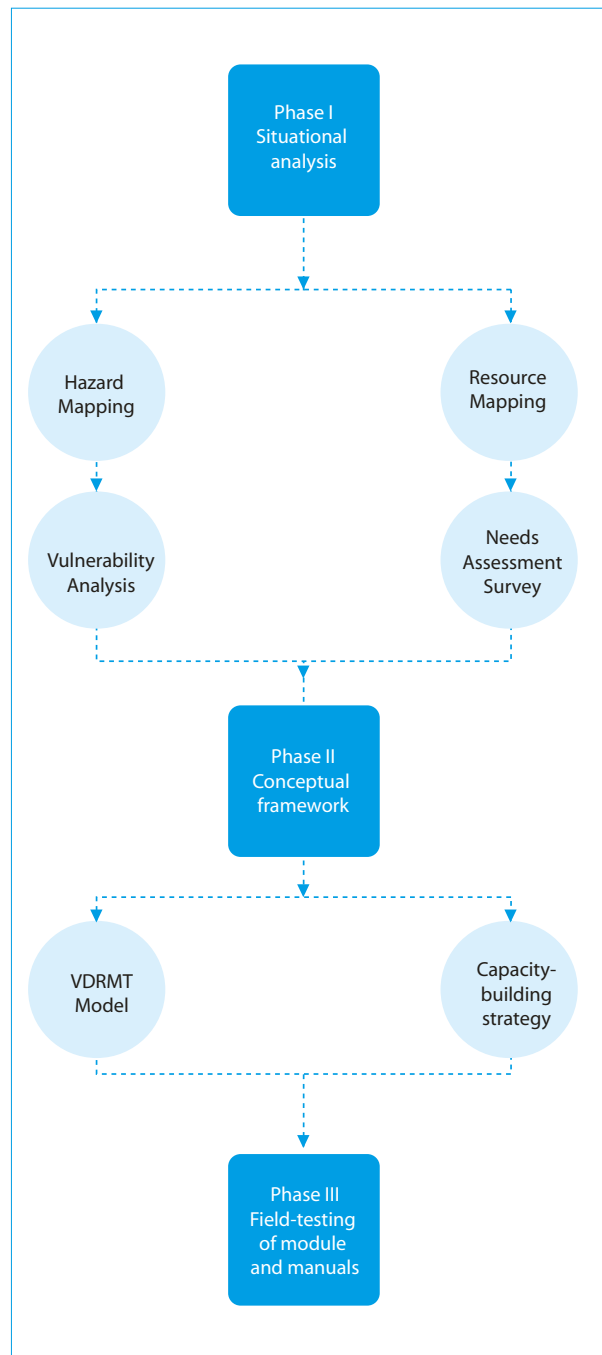 Phase I
Situational
analysis
Hazard
Mapping
Resource
Mapping
Vulnerability
Analysis
Needs
Assessment
Survey
Phase II
Conceptual
framework
VDRMT
Model
Capacity-
building
strategy
Phase III
Field-testing
of module
and manuals